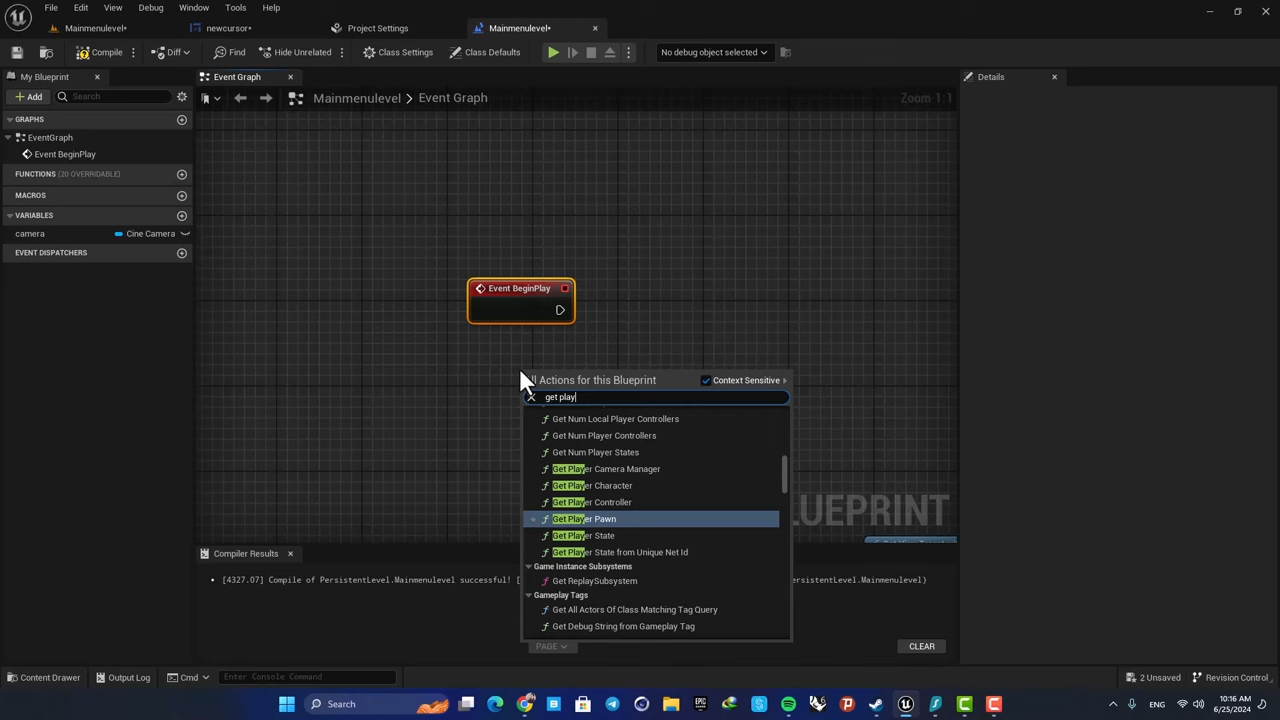 File Edit Asset View Debug Window Tools Help
Mainmenulevel• newcursor• Project Settings Mainmenulevel•
Compile Diff Find Hide Unrelated Class Settings Class Defaults No debug object selected
My Blueprint Event Graph Details
Add Search Mainmenulevel > Event Graph Zoom 1:1
GRAPHS
EventGraph
Event BeginPlay
FUNCTIONS (20 OVERRIDABLE)
MACROS
VARIABLES
camera Cine Camera
EVENT DISPATCHERS
Event BeginPlay
All Actions for this Blueprint Context Sensitive
get play
Get Num Local Player Controllers
Get Num Player Controllers
Get Num Player States
Get Player Camera Manager
Get Player Character
Get Player Controller
Get Player Pawn
Get Player State
Get Player State from Unique Net Id
Game Instance Subsystems
Get ReplaySubsystem
Gameplay Tags
Get All Actors Of Class Matching Tag Query
Get Debug String from Gameplay Tag
LUEPRINT
Compiler Results
[4327.07] Compile of PersistentLevel.Mainmenulevel successful! [ PersistentLevel.Mainmenulevel)
PAGE CLEAR
Content Drawer Output Log Cmd Enter Console Command 2 Unsaved Revision Control
Search ENG 10:16 AM
6/25/2024